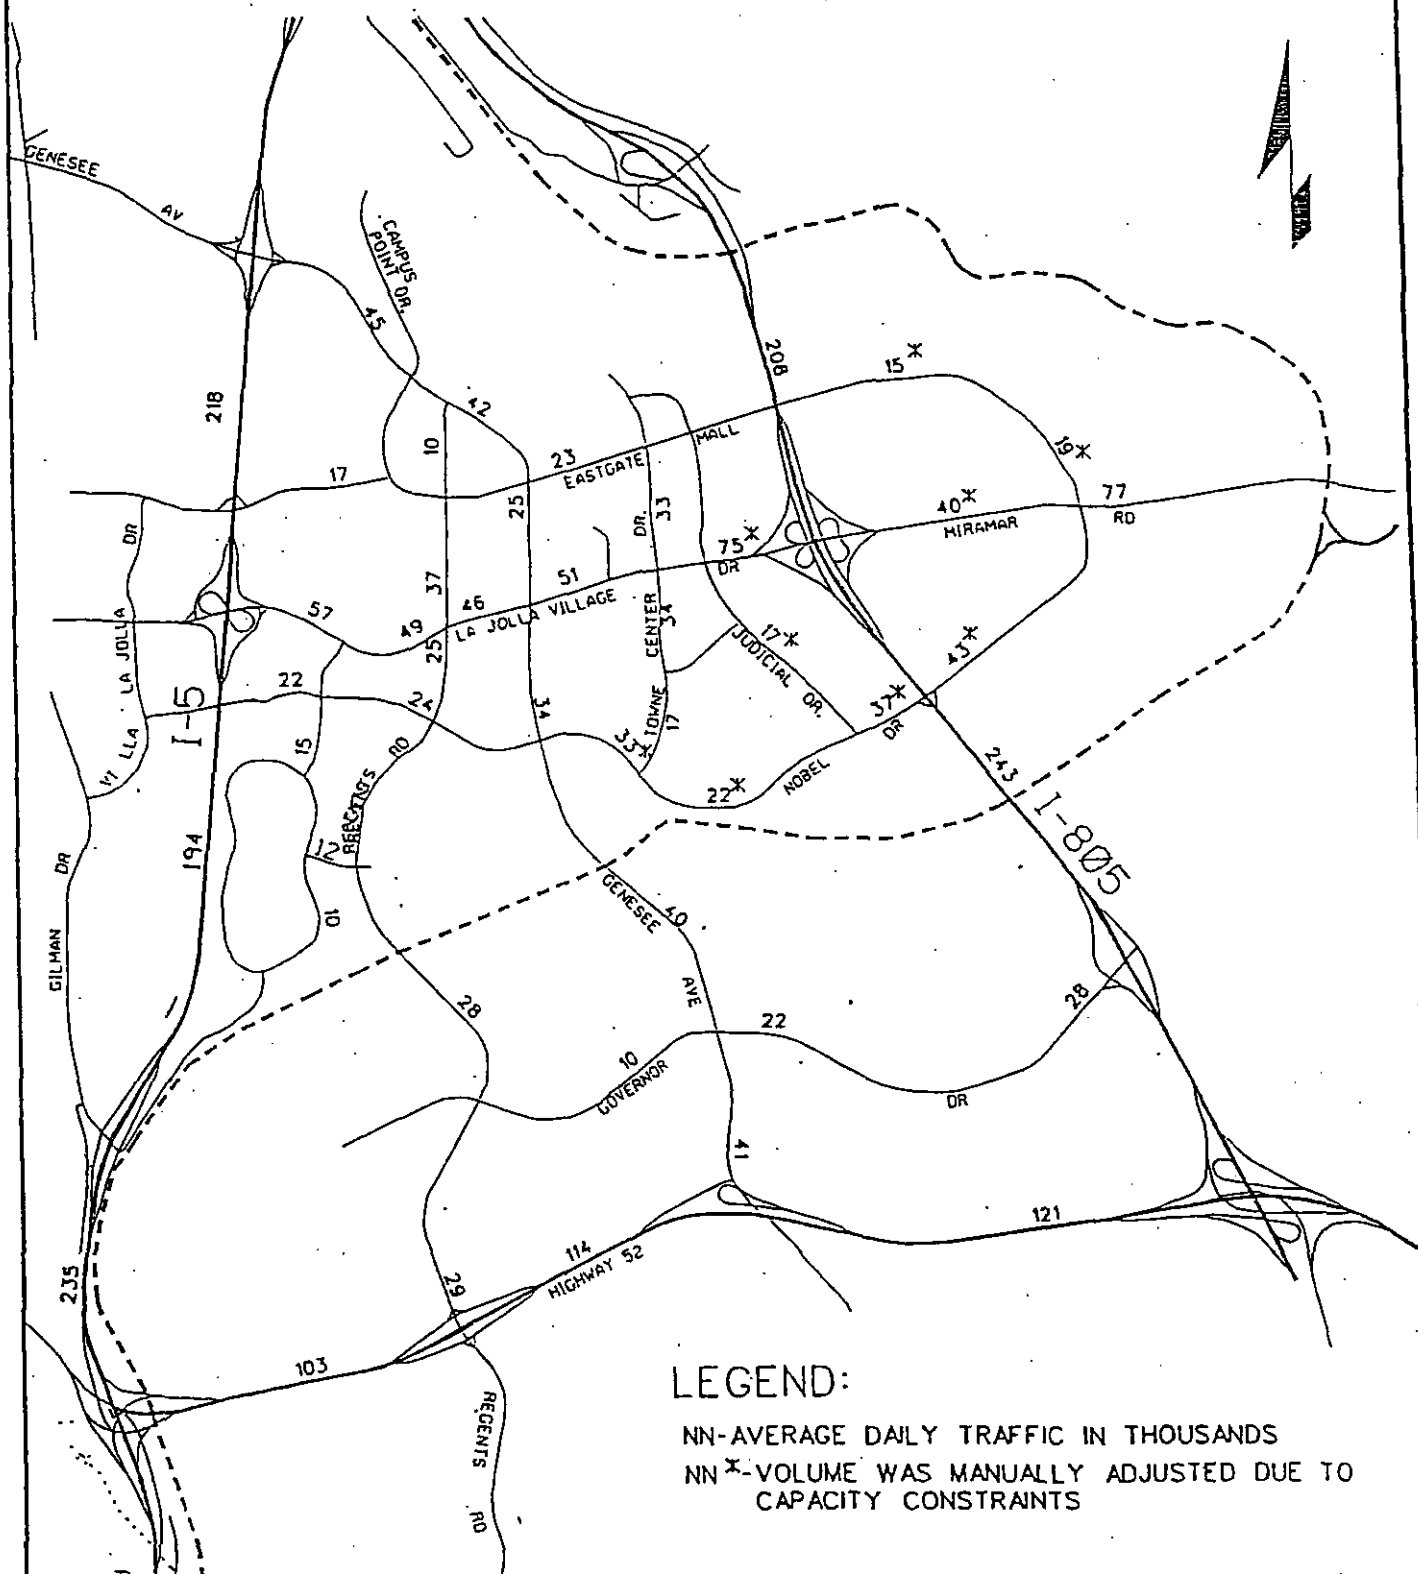 GENESEE
AV
CAMPUS
POINT DR.
45
218
208
15*
42
10
17
23
EASTGATE
MALL
19*
25
33
DR.
40*
MIRAMAR
77
RD
DR
75*
DR
51
37
46
LA JOLLA VILLAGE
57
49
25
CENTER
34
17*
JUDICIAL DR.
43*
LA JOLLA
VILLA
I-5
22
24
34
TOWNE
17
33*
37*
DR
15
RD
22*
NOBEL
243
I-805
194
12
REGENTS
DR
GILMAN
10
GENESEE
40
AVE
28
22
28
10
GOVERNOR
DR
41
121
114
HIGHWAY 52
235
29
103
REGENTS
RD
LEGEND:
NN-AVERAGE DAILY TRAFFIC IN THOUSANDS
NN*-VOLUME WAS MANUALLY ADJUSTED DUE TO
CAPACITY CONSTRAINTS